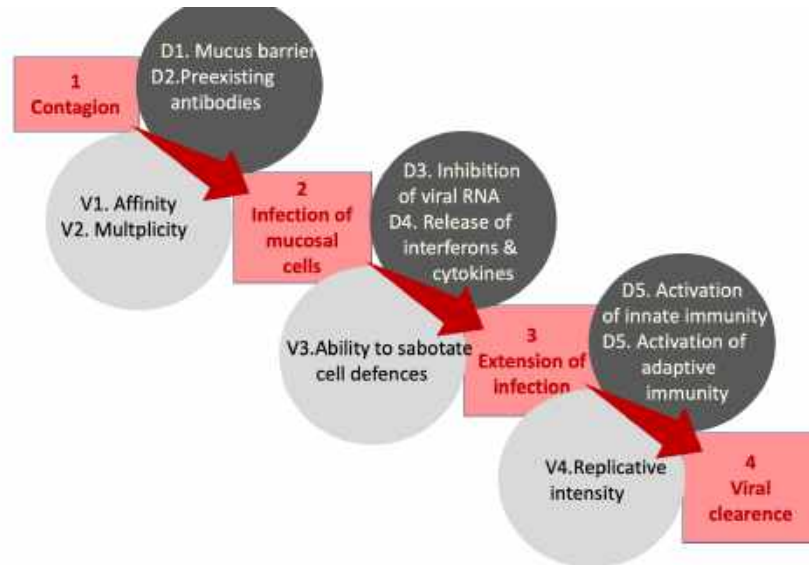 1
Contagion
D1. Mucus barrier
D2.Preexisting
antibodies
V1. Affinity
V2. Multplicity
2
Infection of
mucosal
cells
D3. Inhibition
of viral RNA
D4. Release of
interferons &
cytokines
V3.Ability to sabotate
cell defences
3
Extension of
infection
D5. Activation
of innate immunity
D5. Activation of
adaptive
immunity
V4.Replicative
intensity
4
Viral
clearence